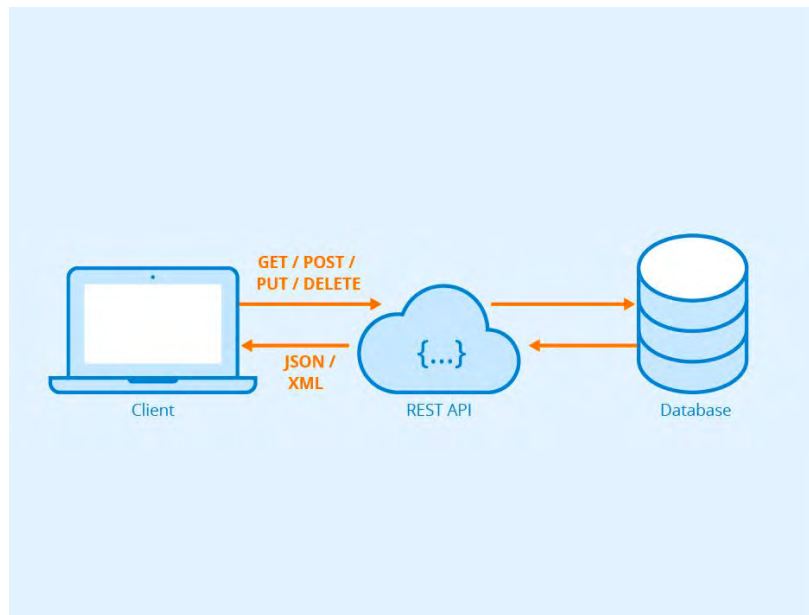 GET / POST /
PUT / DELETE
{...}
JSON /
XML
Client
REST API
Database